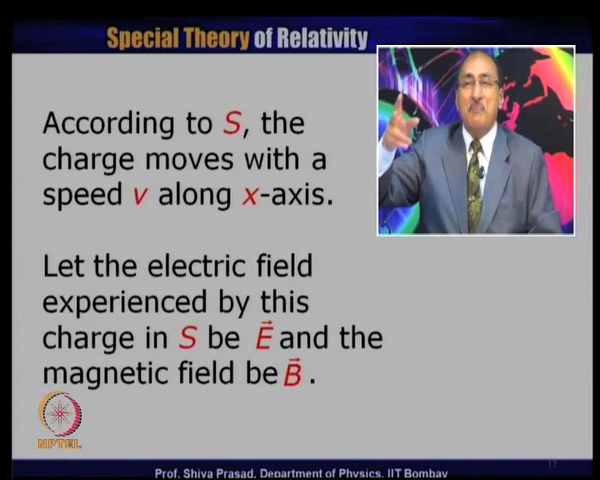 Special Theory of Relativity
According to S, the
charge moves with a
speed v along x-axis.
Let the electric field
experienced by this
charge in S be E⃗ and the
magnetic field be B⃗ .
NPTEL
17
Prof. Shiva Prasad, Department of Physics, IIT Bombay